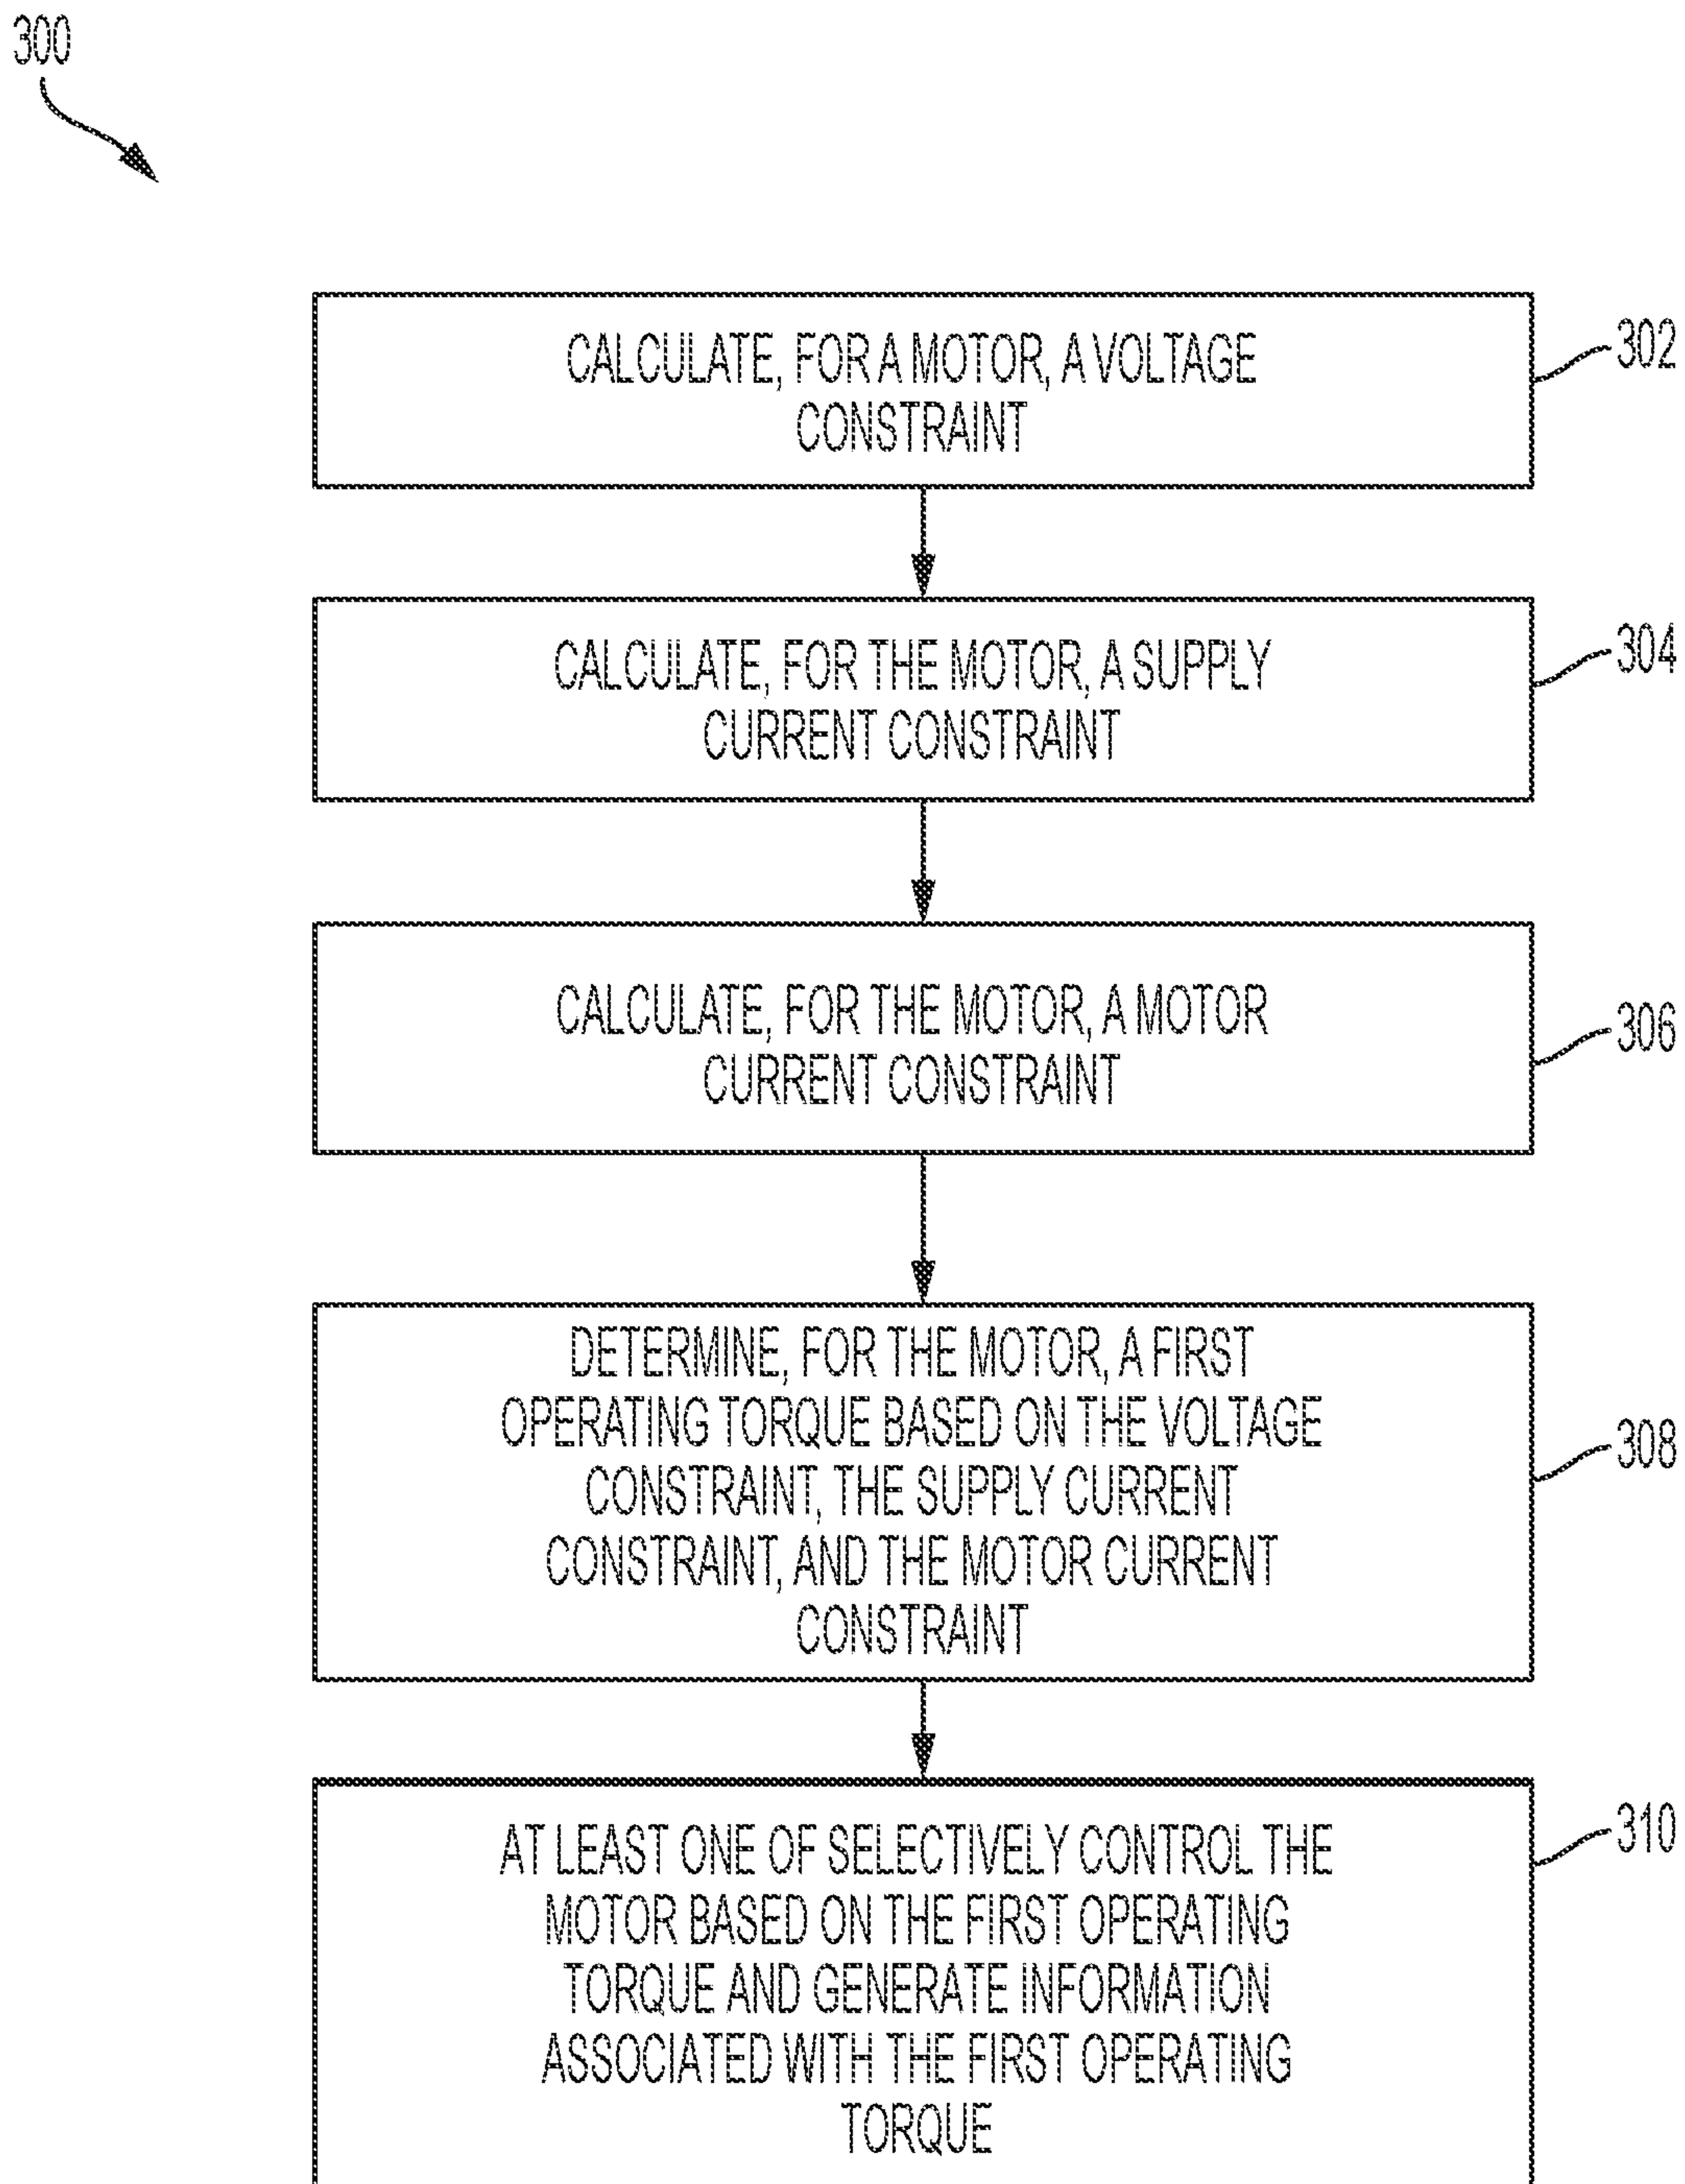 300
CALCULATE, FOR A MOTOR, A VOLTAGE
CONSTRAINT
302
CALCULATE, FOR THE MOTOR, A SUPPLY
CURRENT CONSTRAINT
304
CALCULATE, FOR THE MOTOR, A MOTOR
CURRENT CONSTRAINT
306
DETERMINE, FOR THE MOTOR, A FIRST
OPERATING TORQUE BASED ON THE VOLTAGE
CONSTRAINT, THE SUPPLY CURRENT
CONSTRAINT, AND THE MOTOR CURRENT
CONSTRAINT
308
AT LEAST ONE OF SELECTIVELY CONTROL THE
MOTOR BASED ON THE FIRST OPERATING
TORQUE AND GENERATE INFORMATION
ASSOCIATED WITH THE FIRST OPERATING
TORQUE
310